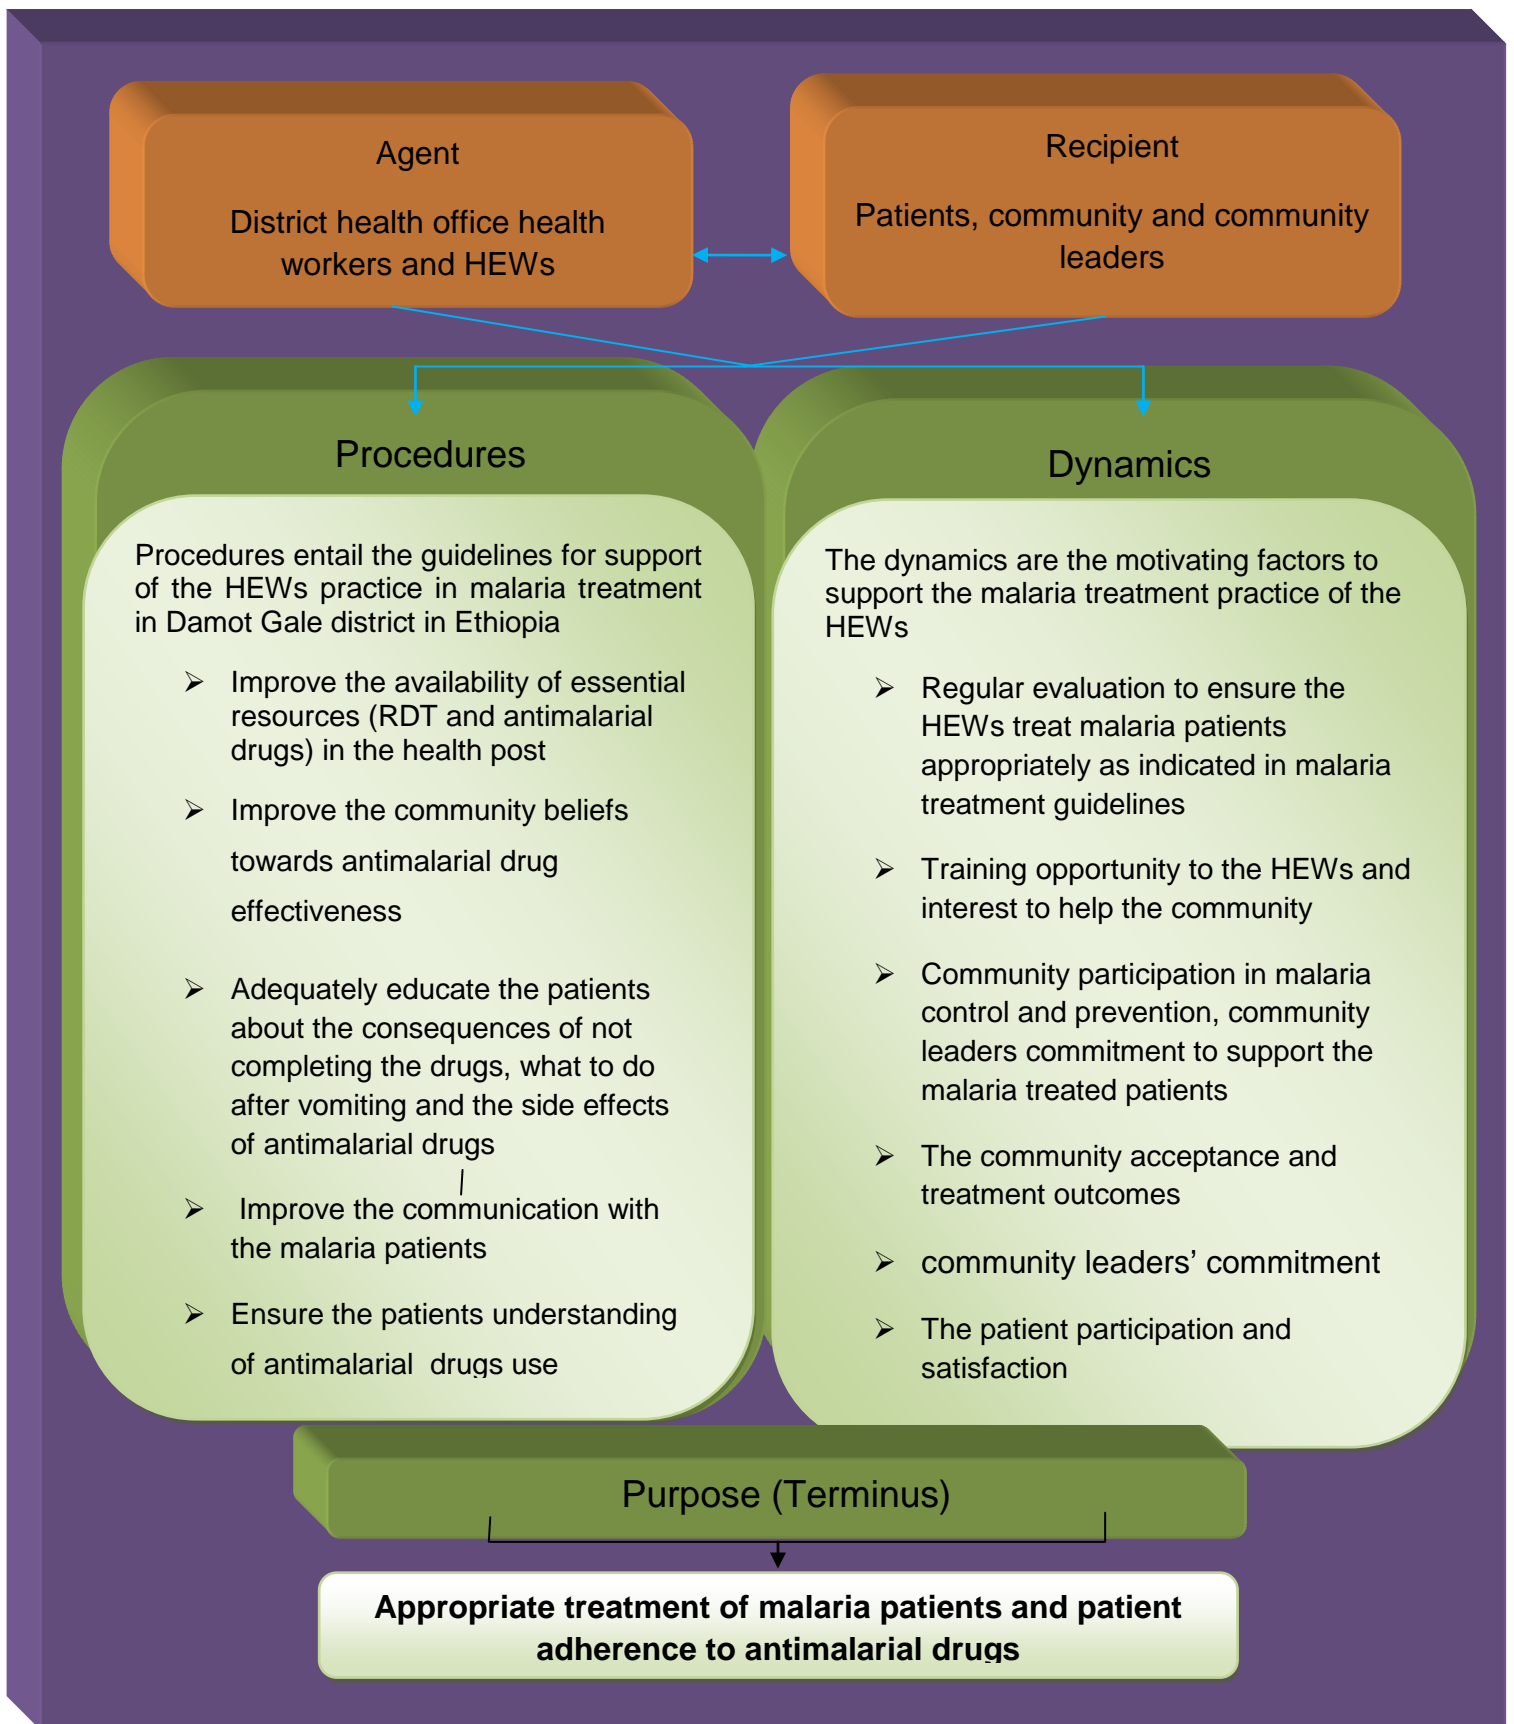 Agent
District health office health
workers and HEWs
Recipient
Patients, community and community
leaders
Procedures
Procedures entail the guidelines for support
of the HEWs practice in malaria treatment
in Damot Gale district in Ethiopia
➢ Improve the availability of essential
resources (RDT and antimalarial
drugs) in the health post
➢ Improve the community beliefs
towards antimalarial drug
effectiveness
➢ Adequately educate the patients
about the consequences of not
completing the drugs, what to do
after vomiting and the side effects
of antimalarial drugs
➢ Improve the communication with
the malaria patients
➢ Ensure the patients understanding
of antimalarial drugs use
Dynamics
The dynamics are the motivating factors to
support the malaria treatment practice of the
HEWs
➢ Regular evaluation to ensure the
HEWs treat malaria patients
appropriately as indicated in malaria
treatment guidelines
➢ Training opportunity to the HEWs and
interest to help the community
➢ Community participation in malaria
control and prevention, community
leaders commitment to support the
malaria treated patients
➢ The community acceptance and
treatment outcomes
➢ community leaders’ commitment
➢ The patient participation and
satisfaction
Purpose (Terminus)
Appropriate treatment of malaria patients and patient
adherence to antimalarial drugs